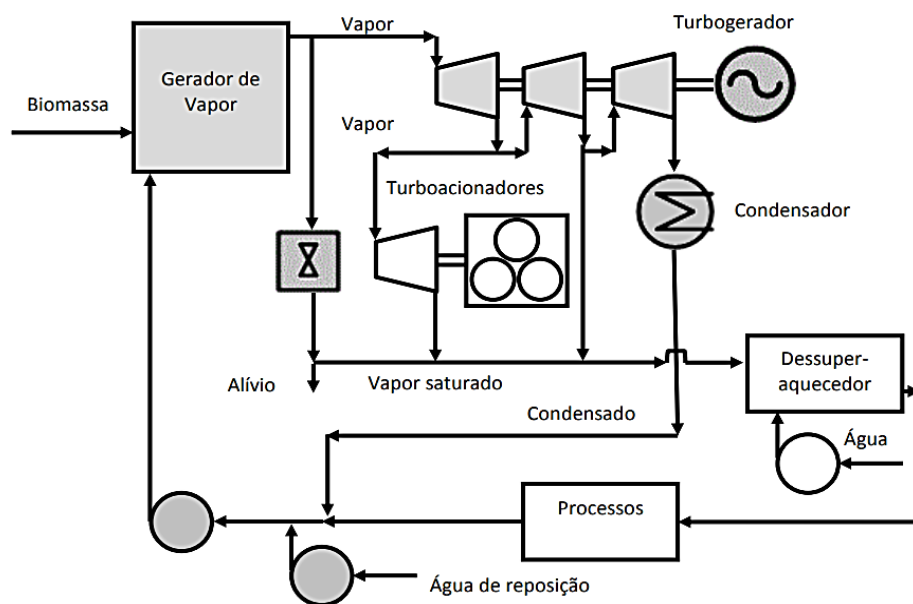 Vapor
Turbogerador
Gerador de
Vapor
Biomassa
Vapor
Turboacionadores
Condensador
Dessuper-
aquecedor
Alívio
Vapor saturado
Condensado
Água
Processos
Água de reposição